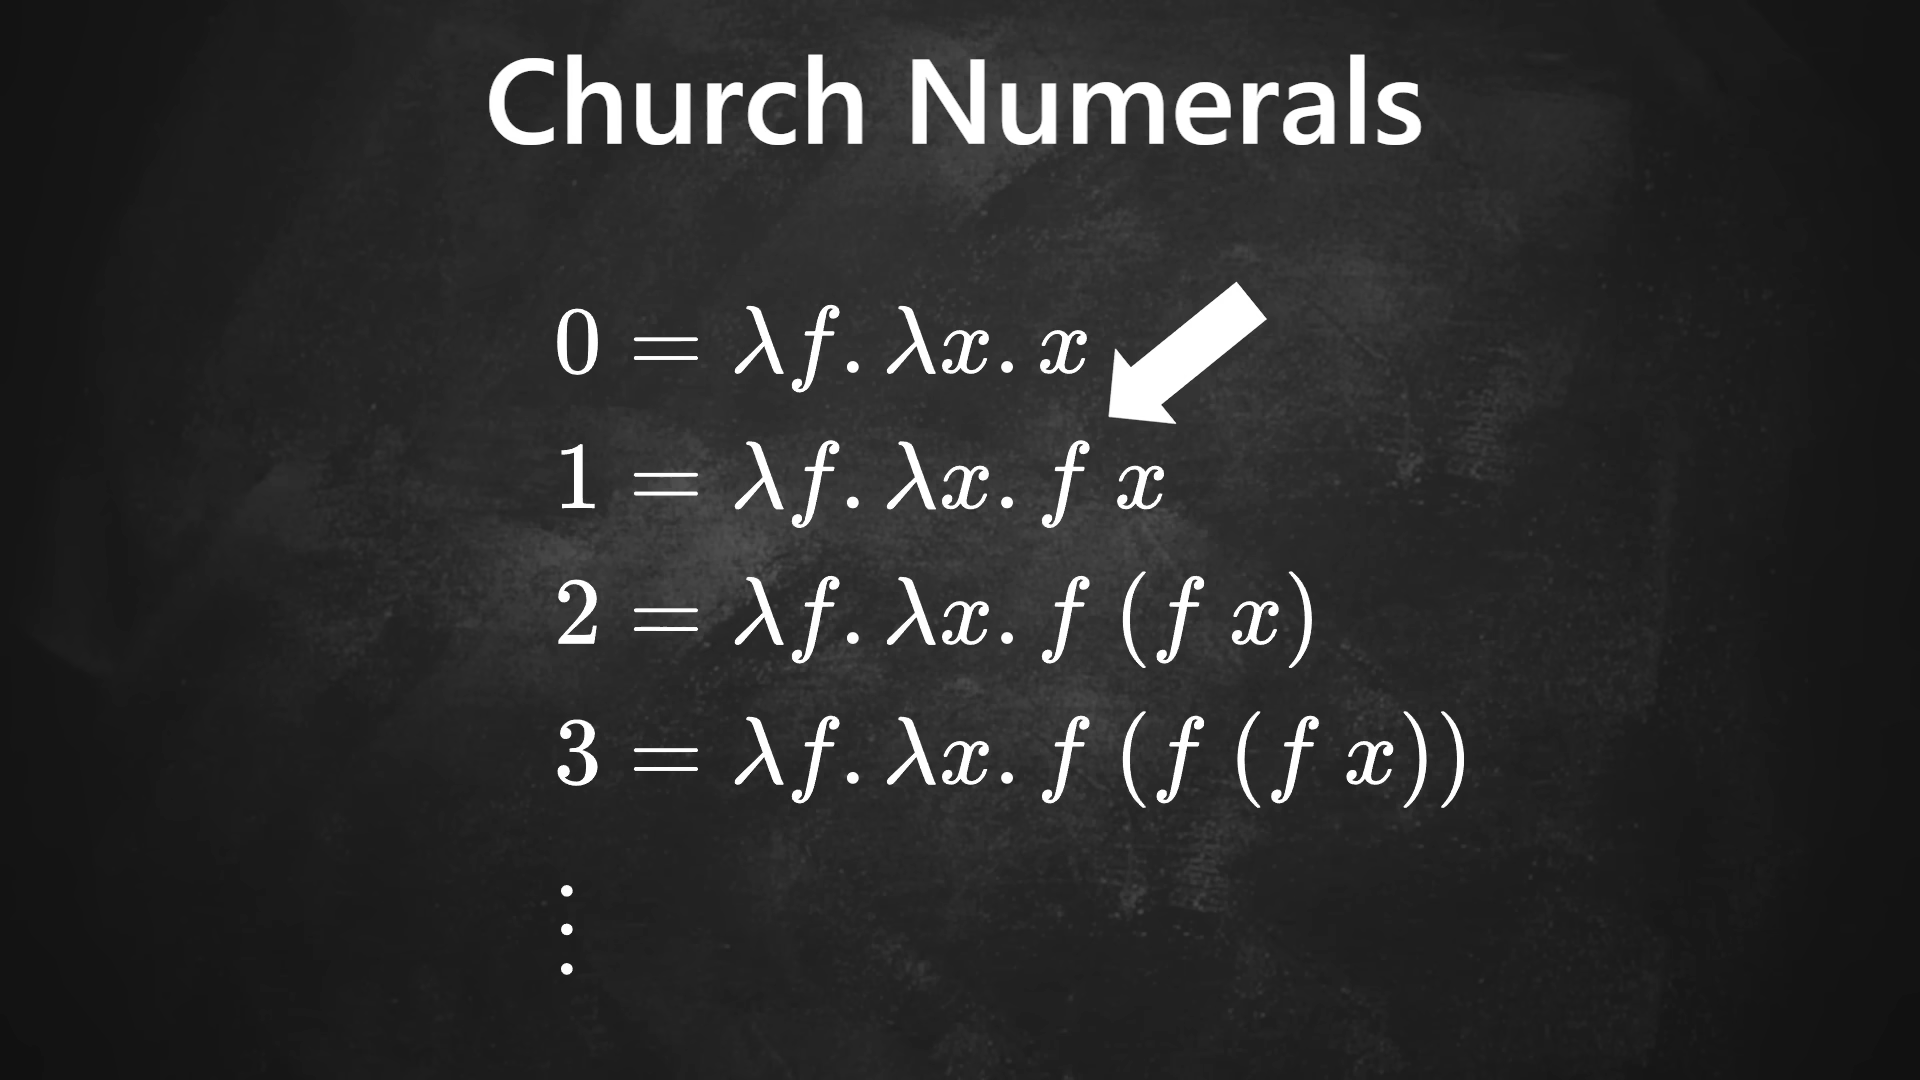 Church Numerals
0 = λf. λx. x
1 = λf. λx. f x
2 = λf. λx. f (f x)
3 = λf. λx. f (f (f x))
⋮